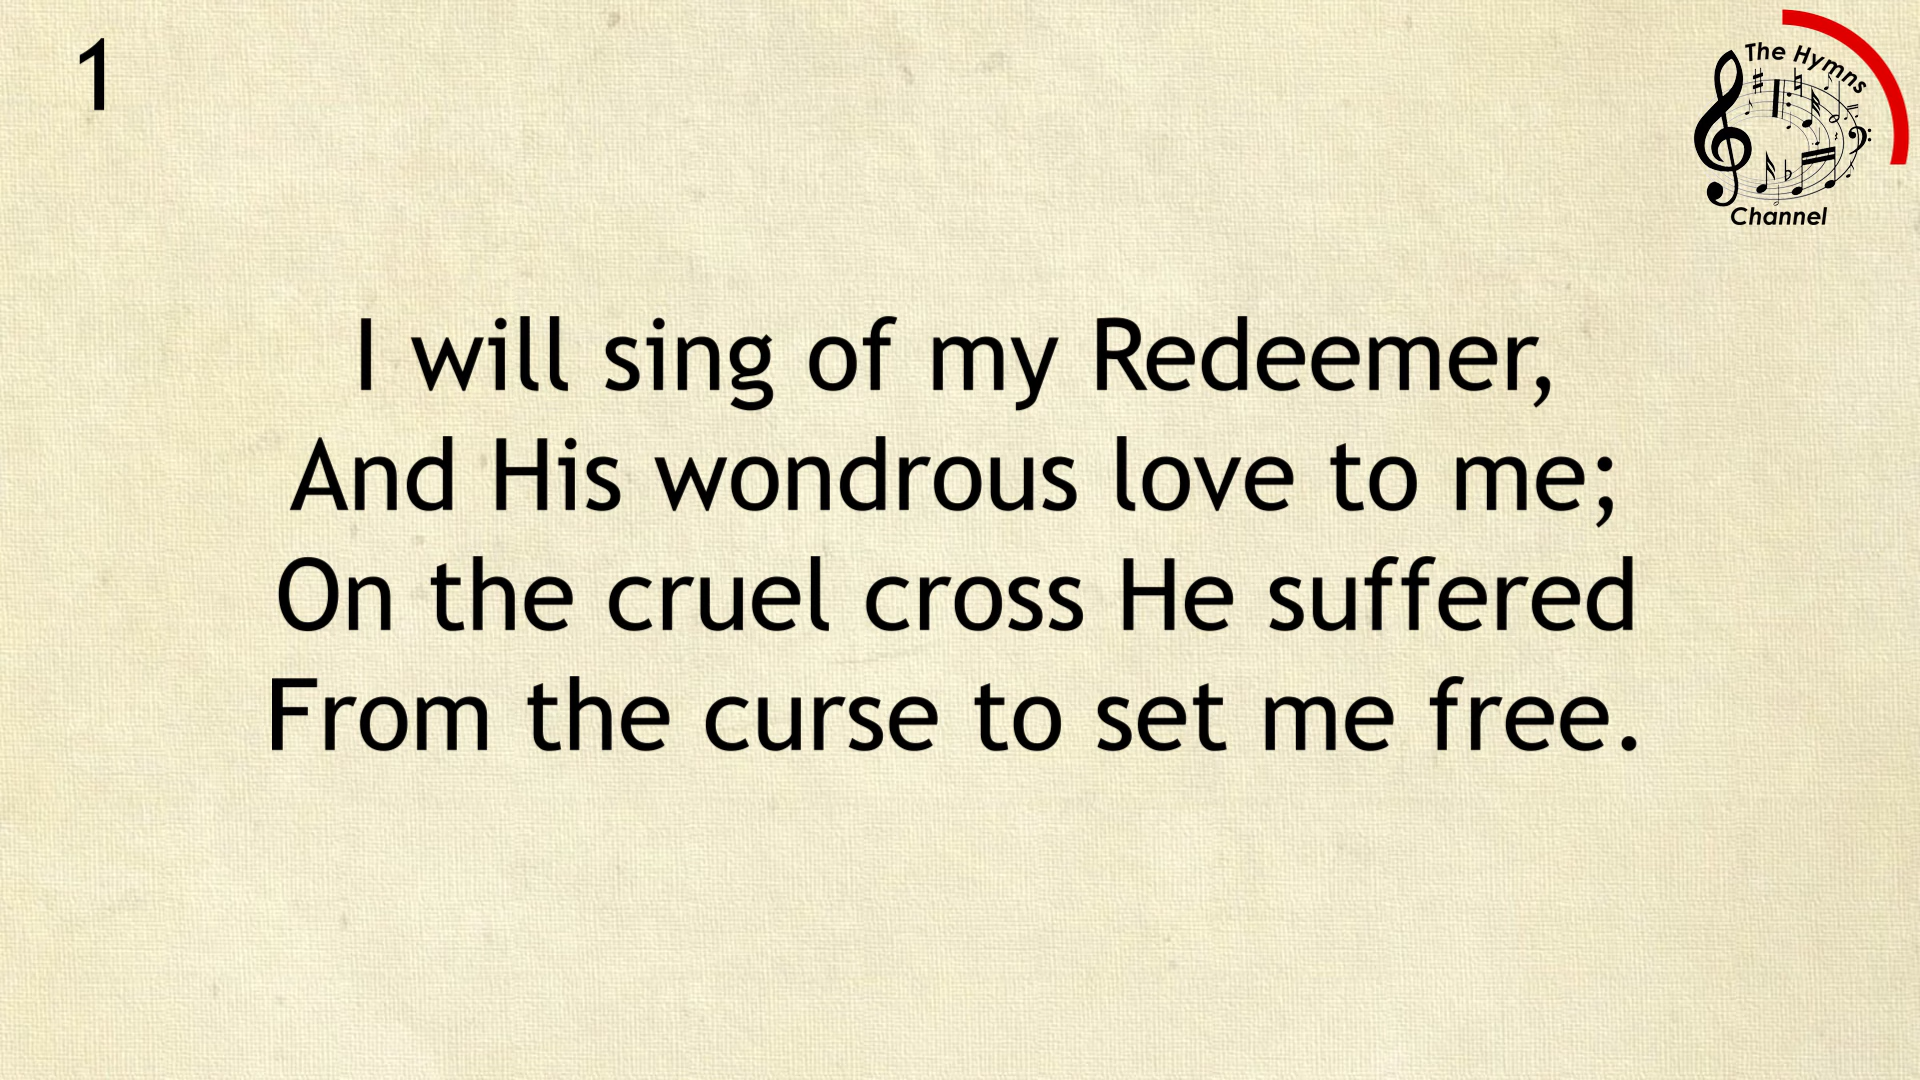 1
The Hymns
Channel
I will sing of my Redeemer,
And His wondrous love to me;
On the cruel cross He suffered
From the curse to set me free.